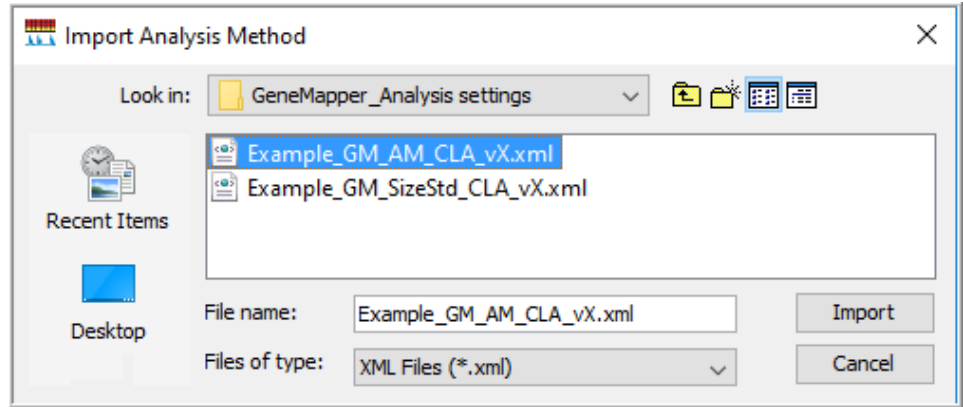 Import Analysis Method
Look in: GeneMapper_Analysis settings
Example_GM_AM_CLA_vX.xml
Example_GM_SizeStd_CLA_vX.xml
Recent Items
Desktop
File name: Example_GM_AM_CLA_vX.xml Import
Files of type: XML Files (*.xml) Cancel